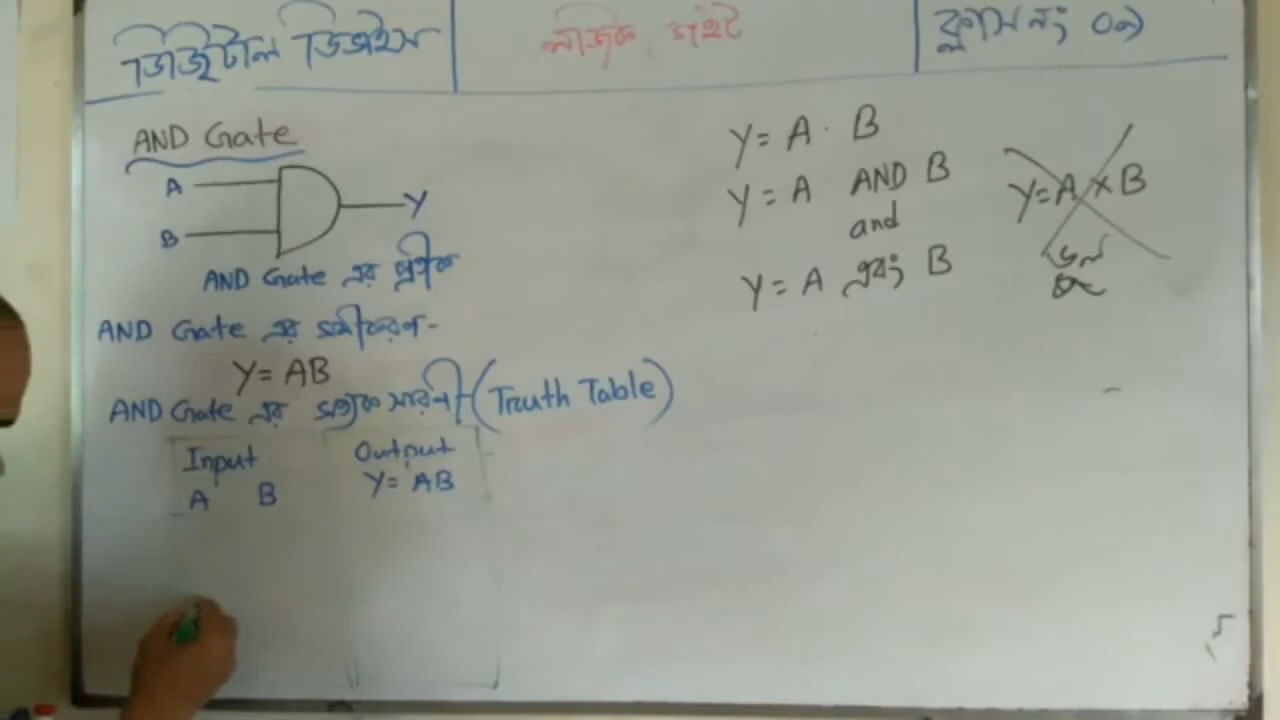 ডিজিটাল ডিভাইস
লজিক গেইট
ক্লাস নং ০৯
AND Gate
A
B
Y
AND Gate এর প্রতীক
AND Gate এর সমীকরণ-
Y = AB
AND Gate এর সত্যক সারণী (Truth Table)
Input Output
A B Y = AB
Y = A . B
Y = A AND B
and
Y = A এবং B
Y = A × B
ভুল